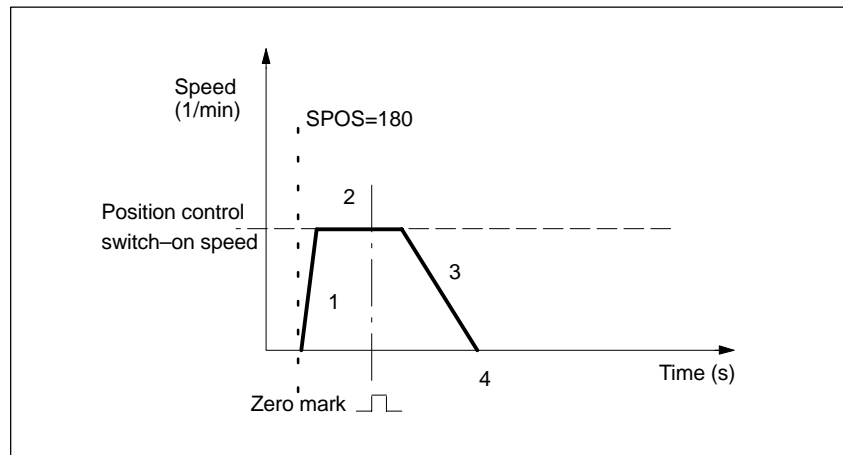 Speed
(1/min)
SPOS=180
2
Position control
switch–on speed
3
1
Time (s)
4
Zero mark